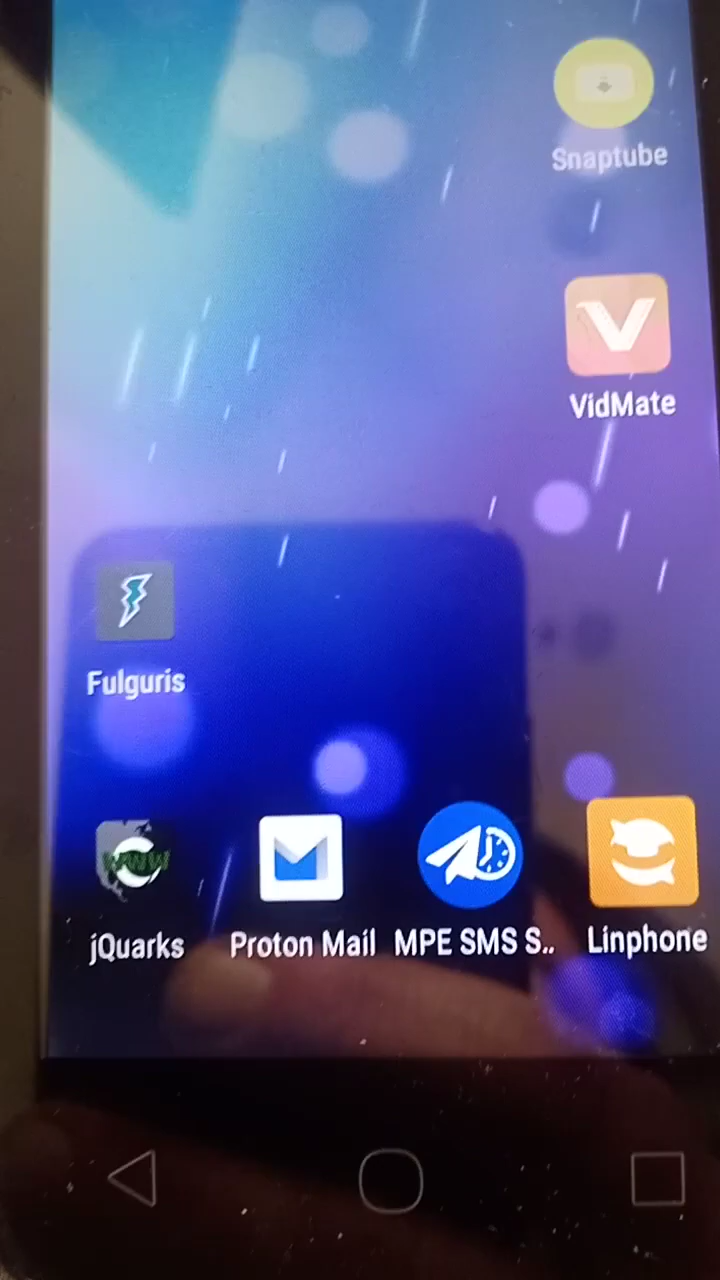 Snaptube
VidMate
Fulguris
jQuarks
Proton Mail
MPE SMS S..
Linphone